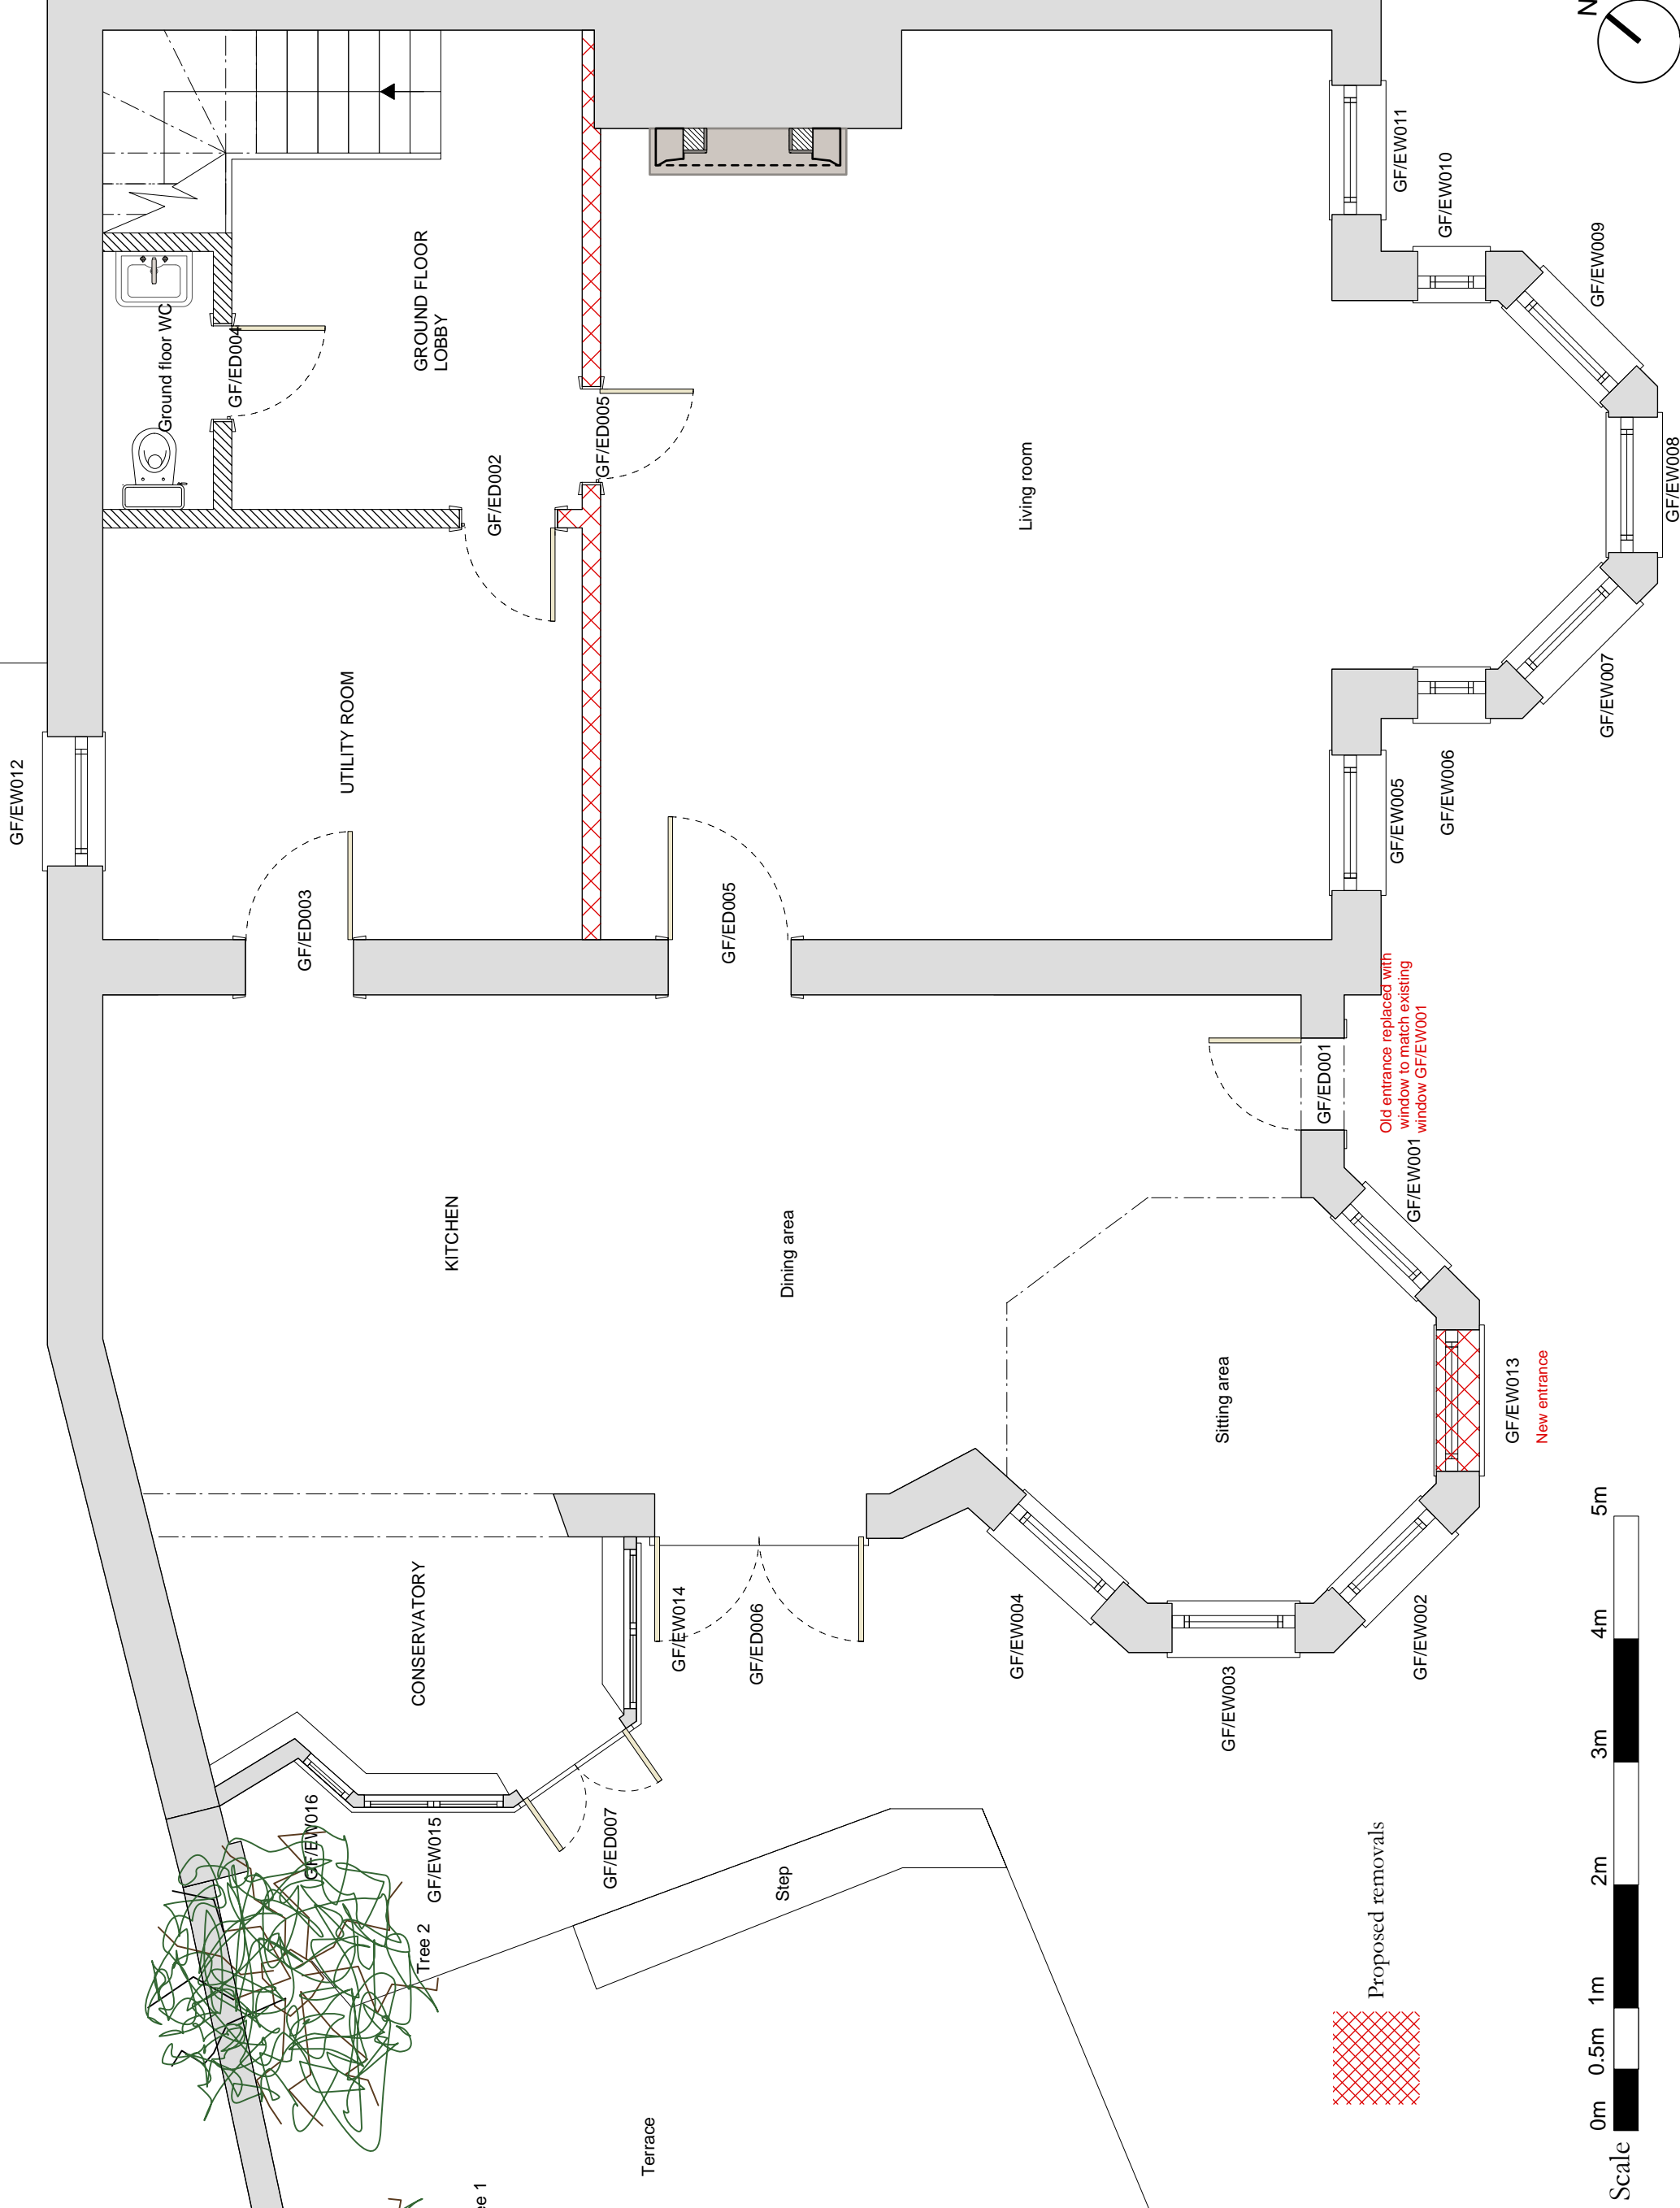 N
GF/EW012
Ground floor WC
GF/ED004
GROUND FLOOR
LOBBY
GF/ED002
GF/ED005
UTILITY ROOM
GF/ED003
GF/ED005
Living room
GF/EW011
GF/EW010
GF/EW009
GF/EW008
GF/EW007
GF/EW006
GF/EW005
KITCHEN
Dining area
GF/ED001
Old entrance replaced with
window to match existing
window GF/EW001
GF/EW001
Sitting area
GF/EW013
New entrance
CONSERVATORY
GF/EW014
GF/ED006
GF/EW004
GF/EW003
GF/EW002
GF/EW016
GF/EW015
GF/ED007
Step
Tree 2
Terrace
Proposed removals
Scale
0m 0.5m 1m 2m 3m 4m 5m